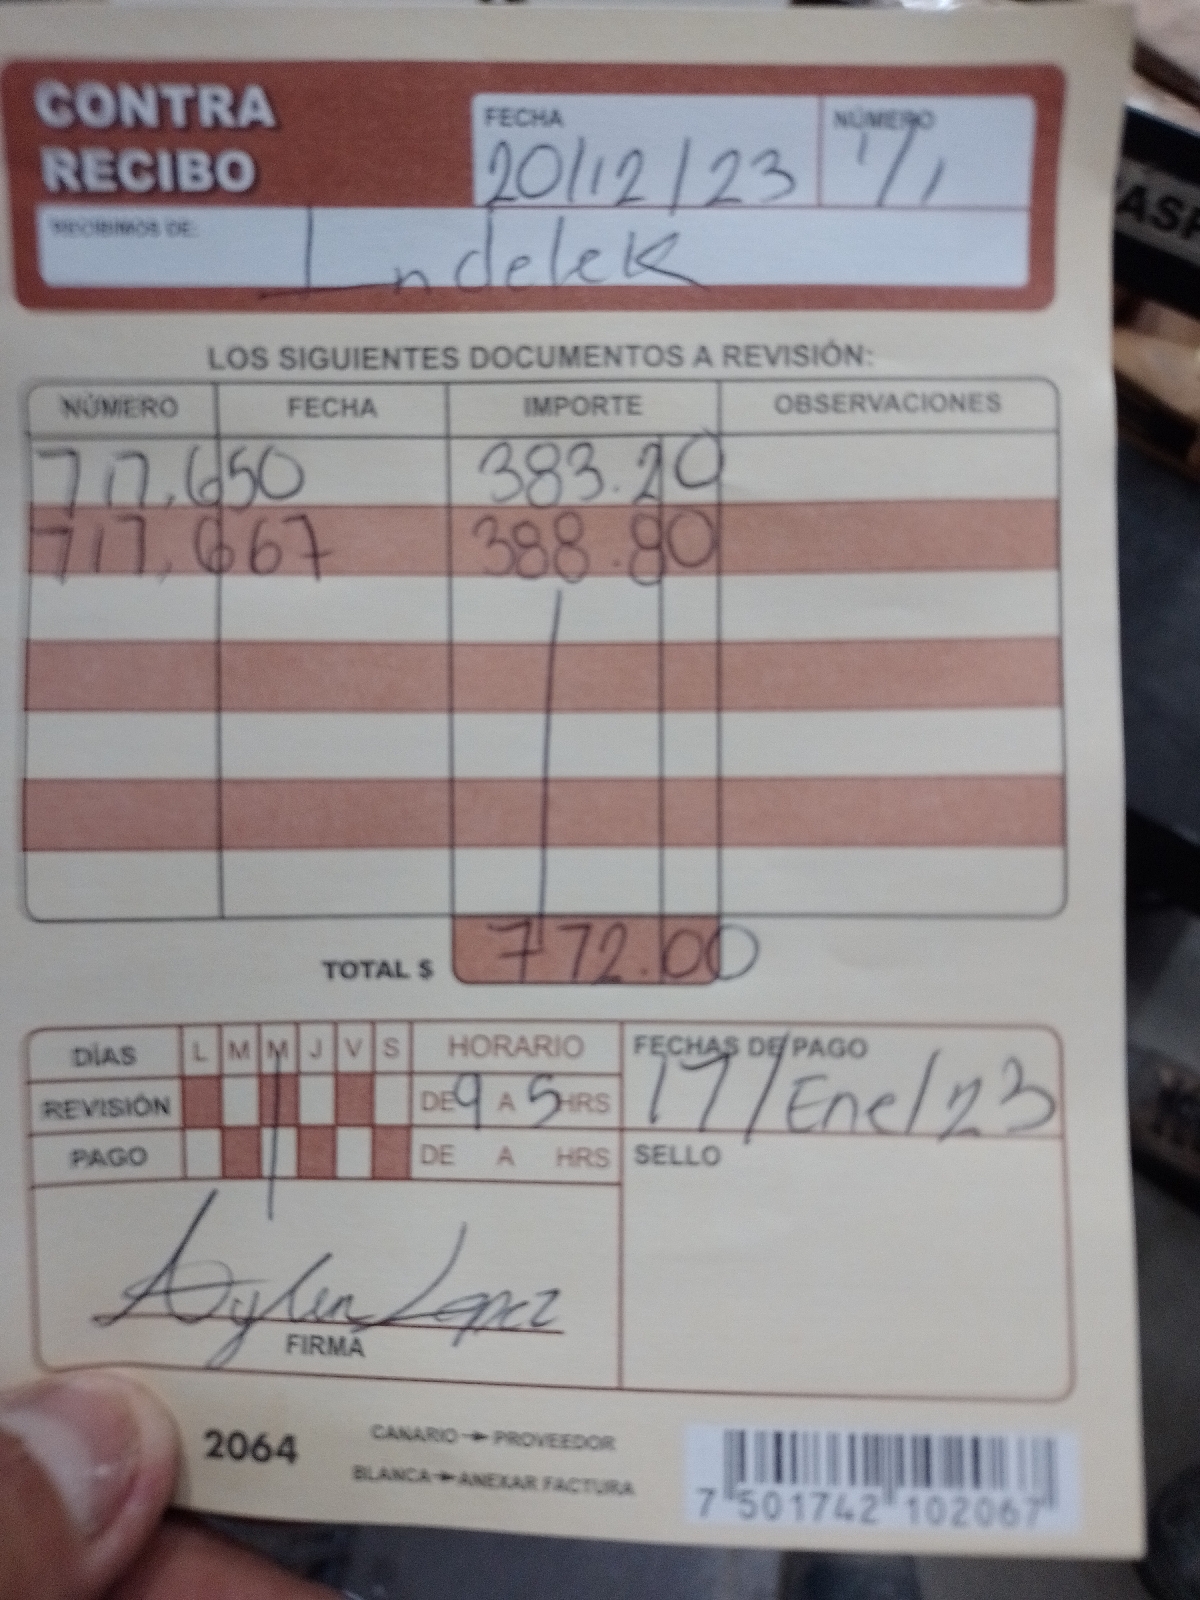 CONTRA
RECIBO
FECHA
20/12/23
NÚMERO
1/1
RECIBIMOS DE:
Indelek
LOS SIGUIENTES DOCUMENTOS A REVISIÓN:
NÚMERO FECHA IMPORTE OBSERVACIONES
717,650 383.20
717,667 388.80
TOTAL $ 772.00
DÍAS L M M J V S HORARIO
REVISIÓN DE 9 A 5 HRS
PAGO DE A HRS
FECHAS DE PAGO
17/Ene/23
SELLO
Aylen Lopez
FIRMA
2064
CANARIO→PROVEEDOR
BLANCA→ANEXAR FACTURA
7 501742 102067